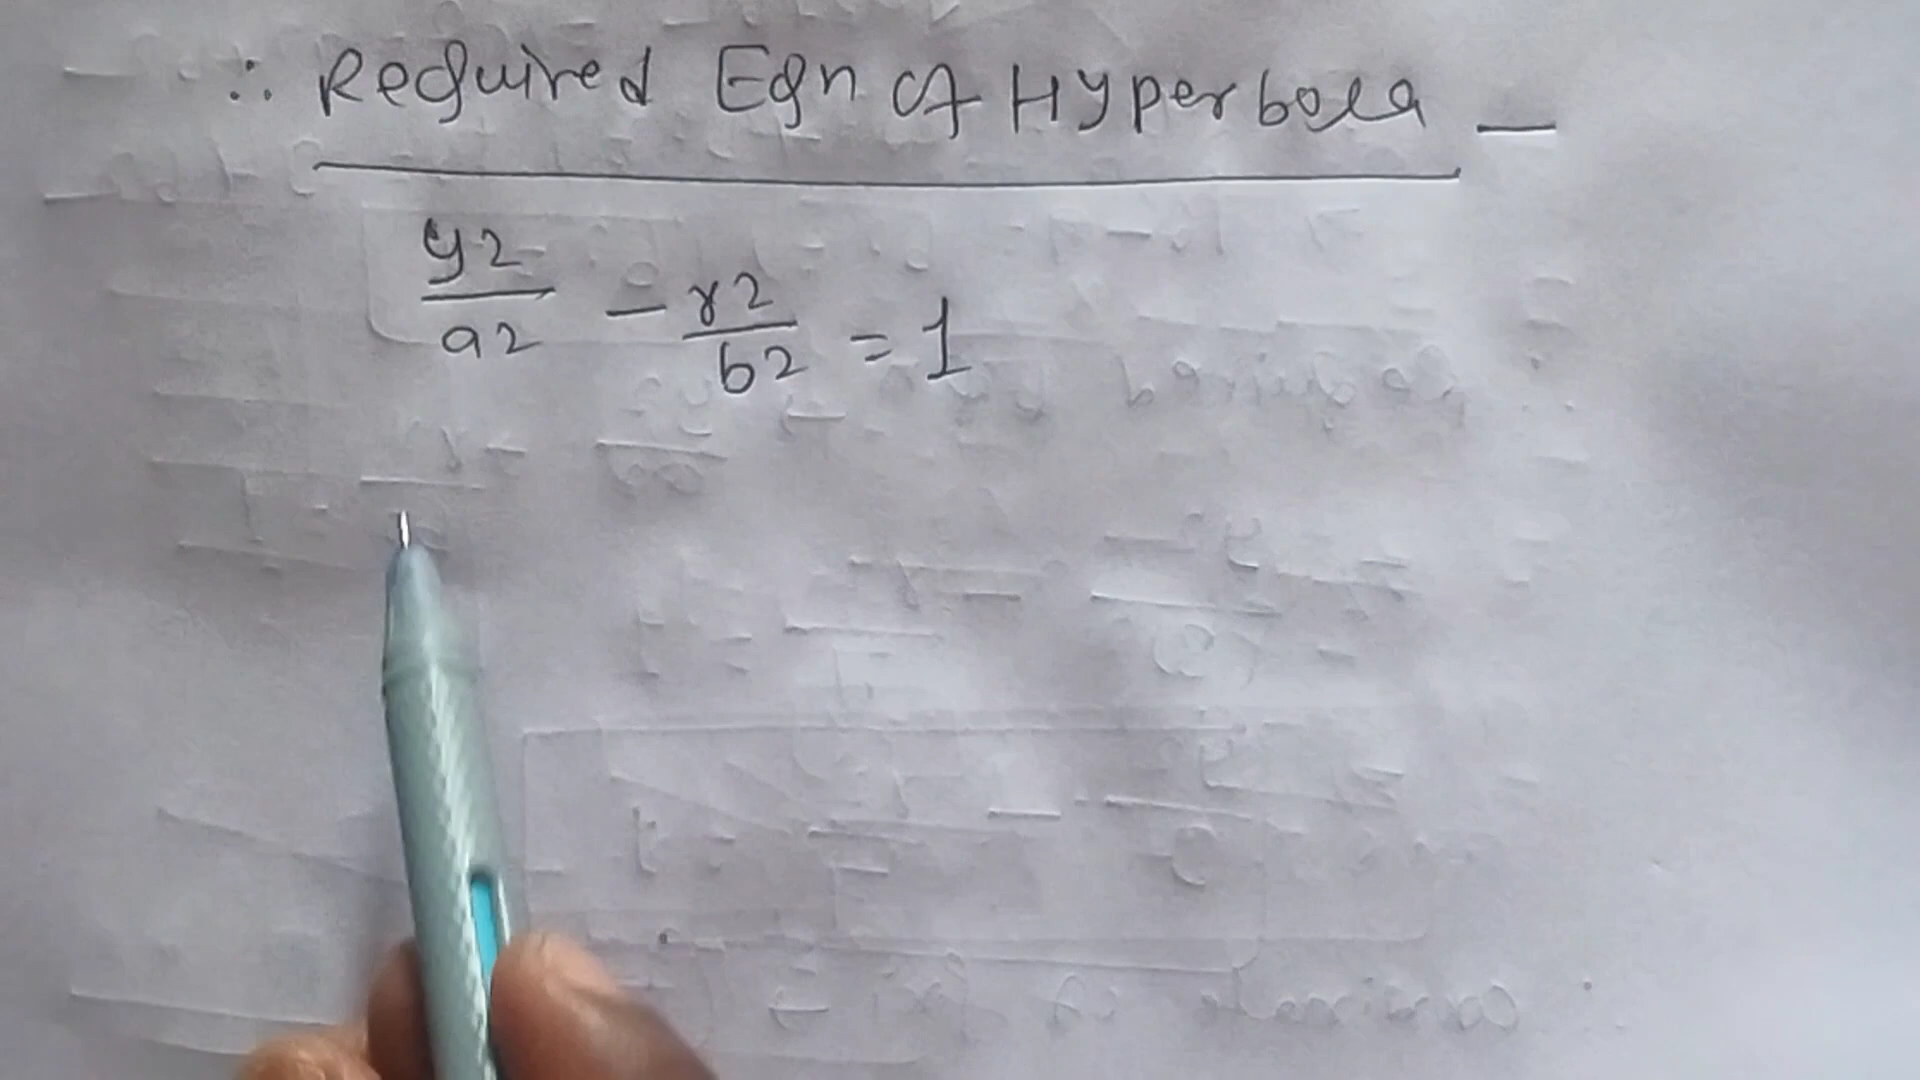 ∴ Required Eqn of Hyperbola —
y2/a2 - x2/b2 = 1